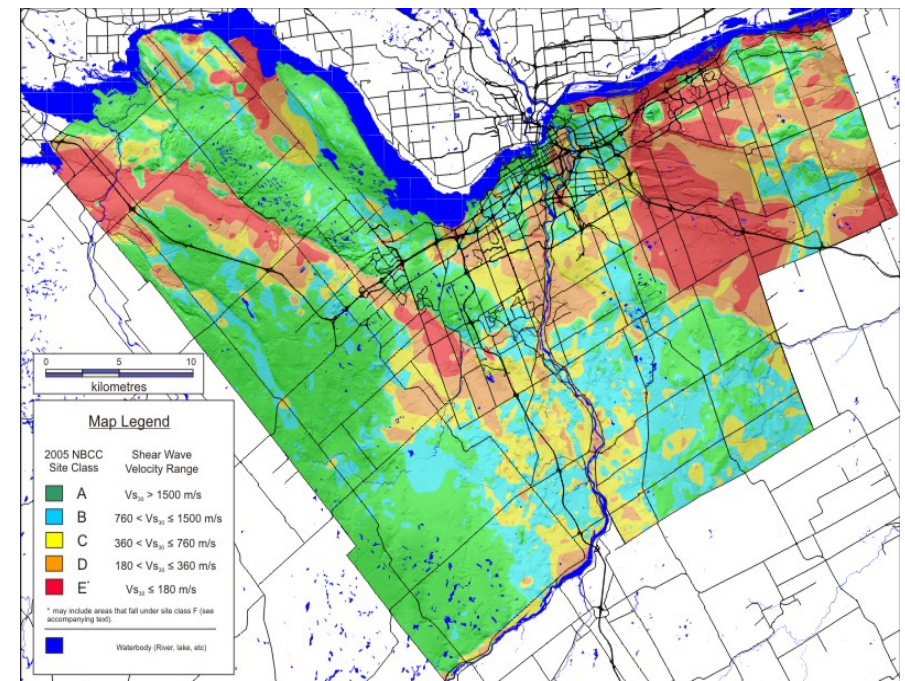 0 5 10
kilometres
Map Legend
2005 NBCC Shear Wave
Site Class Velocity Range
A Vs₃₀ > 1500 m/s
B 760 < Vs₃₀ ≤ 1500 m/s
C 360 < Vs₃₀ ≤ 760 m/s
D 180 < Vs₃₀ ≤ 360 m/s
E* Vs₃₀ ≤ 180 m/s
* may include areas that fall under site class F (see
accompanying text).
Waterbody (River, lake, etc)